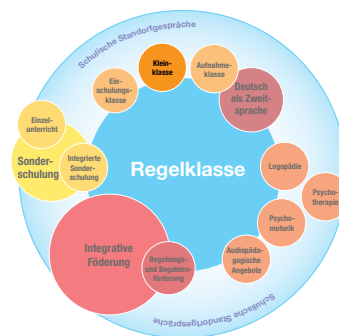 Schulische Standortgespräche
Klein-
klasse
Aufnahme-
klasse
Ein-
schulungs-
klasse
Deutsch
als Zweit-
sprache
Einzel-
unterricht
Sonder-
schulung
Integrierte
Sonder-
schulung
Regelklasse
Logopädie
Psycho-
therapie
Psycho-
motorik
Integrative
Föderung
Begabungs-
und Begabten-
förderung
Audiopäda-
gogische
Angebote
Schulische Standortgespräche